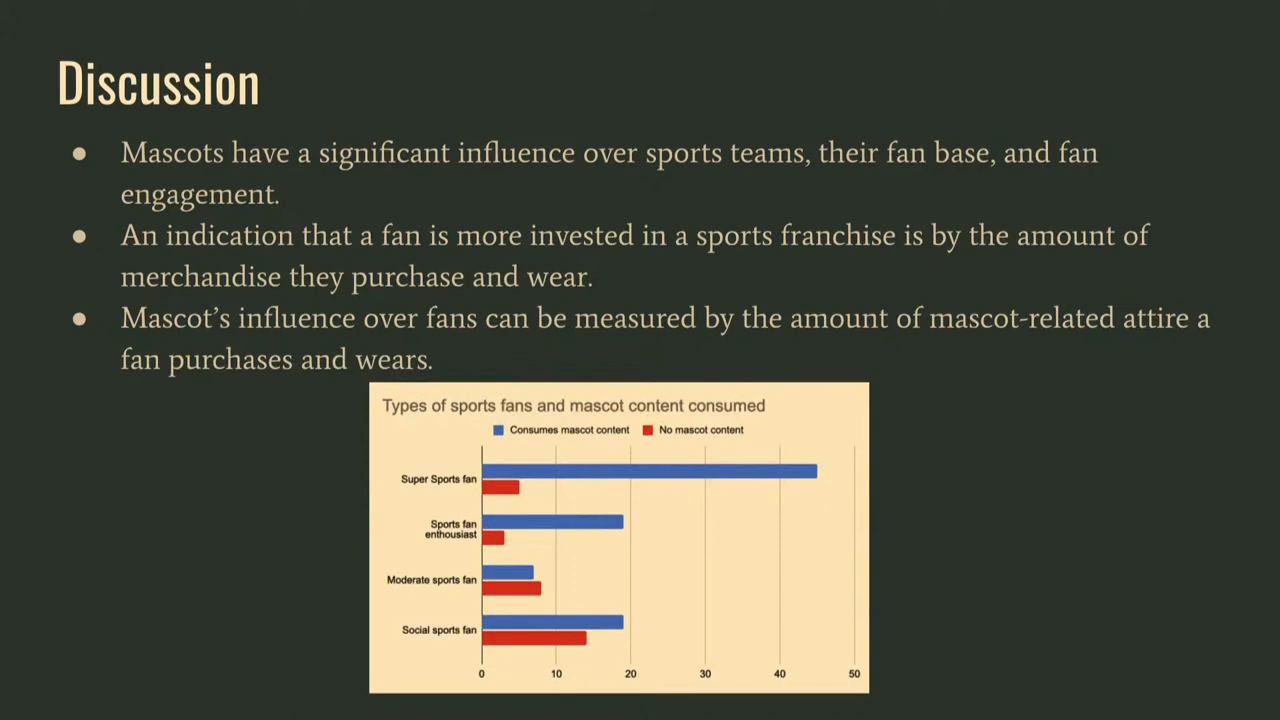 Discussion
● Mascots have a significant influence over sports teams, their fan base, and fan
engagement.
● An indication that a fan is more invested in a sports franchise is by the amount of
merchandise they purchase and wear.
● Mascot’s influence over fans can be measured by the amount of mascot-related attire a
fan purchases and wears.
Types of sports fans and mascot content consumed
Consumes mascot content No mascot content
Super Sports fan
Sports fan
enthusiast
Moderate sports fan
Social sports fan
0 10 20 30 40 50